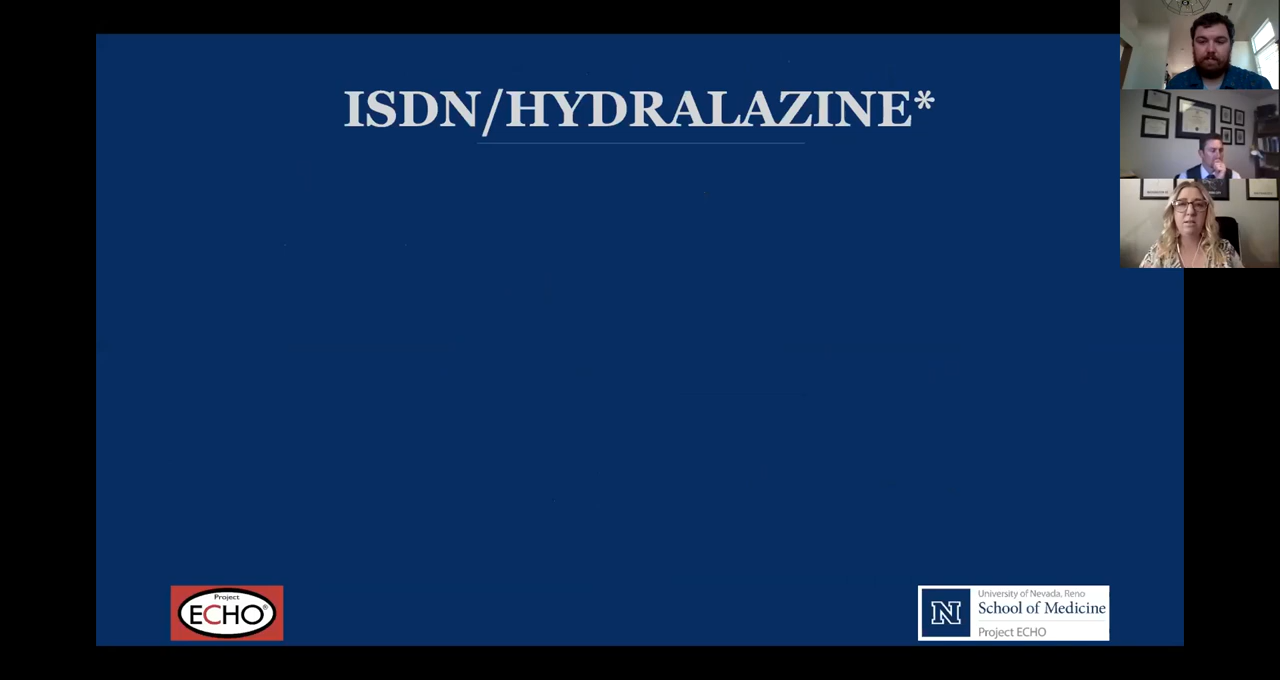 ISDN/HYDRALAZINE*
Project
ECHO®
University of Nevada, Reno
School of Medicine
Project ECHO
N